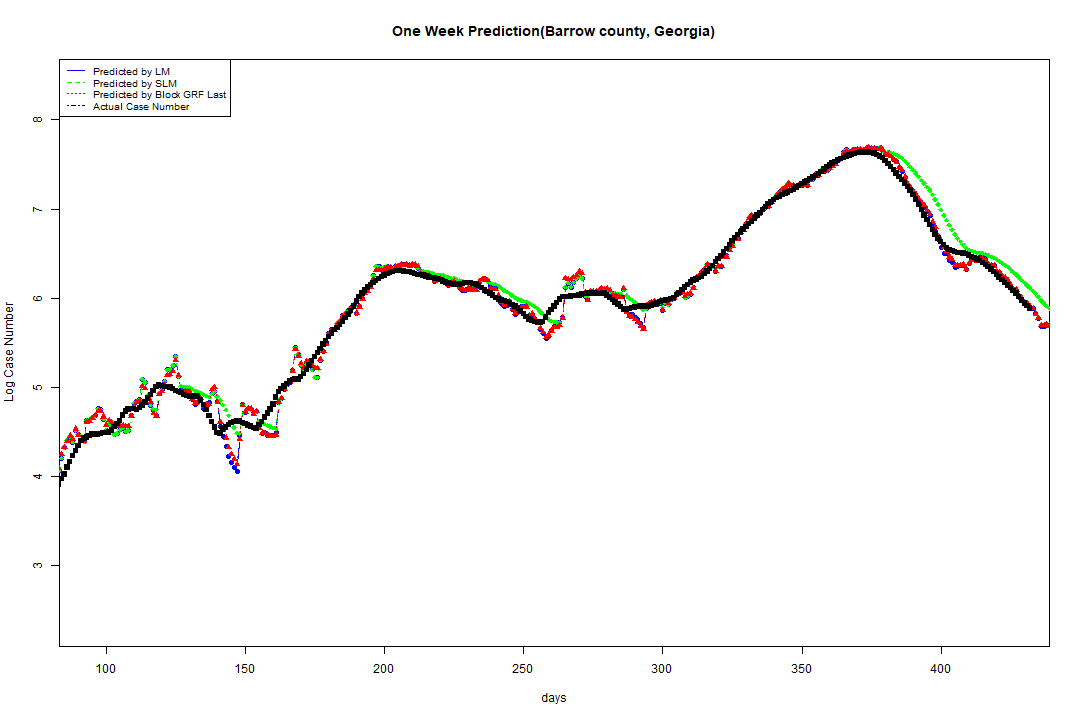 One Week Prediction(Barrow county, Georgia)
Predicted by LM
Predicted by SLM
Predicted by Block GRF Last
Actual Case Number
Log Case Number
8
7
6
5
4
3
100 150 200 250 300 350 400
days